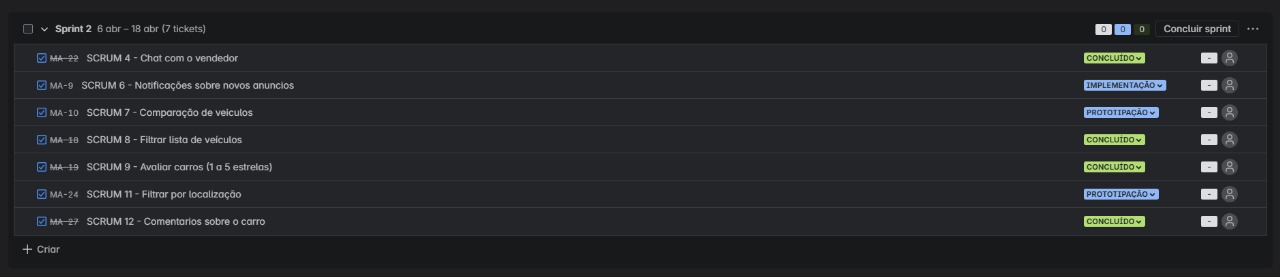 Sprint 2 6 abr – 18 abr (7 tickets) 0 0 0 Concluir sprint
MA-22 SCRUM 4 - Chat com o vendedor CONCLUÍDO -
MA-9 SCRUM 6 - Notificações sobre novos anuncios IMPLEMENTAÇÃO -
MA-10 SCRUM 7 - Comparação de veiculos PROTOTIPAÇÃO -
MA-18 SCRUM 8 - Filtrar lista de veículos CONCLUÍDO -
MA-19 SCRUM 9 - Avaliar carros (1 a 5 estrelas) CONCLUÍDO -
MA-24 SCRUM 11 - Filtrar por localização PROTOTIPAÇÃO -
MA-27 SCRUM 12 - Comentarios sobre o carro CONCLUÍDO -
Criar